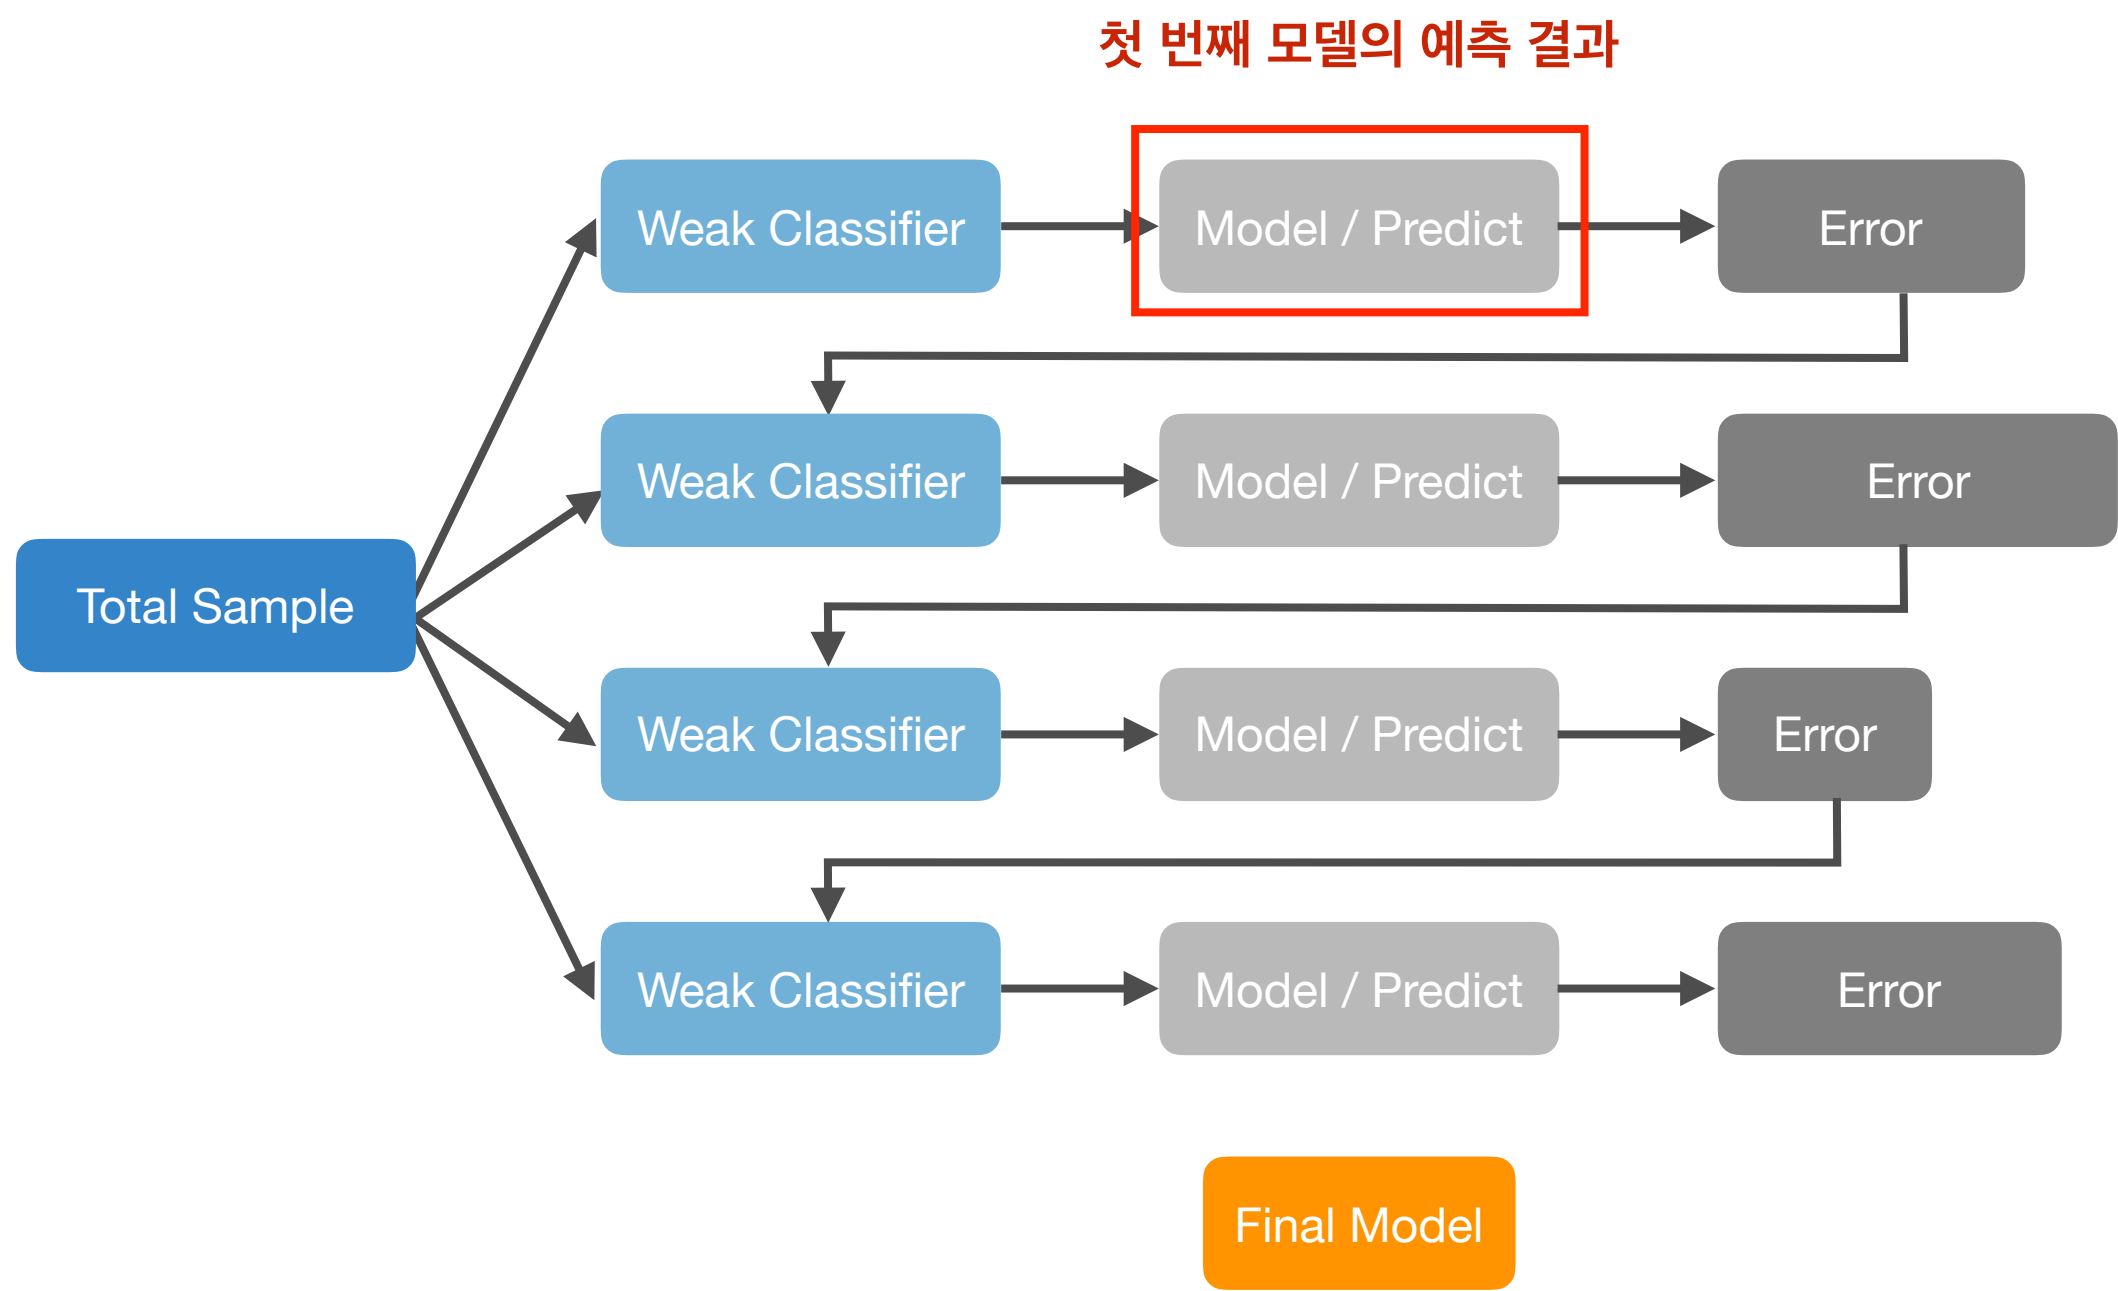 첫 번째 모델의 예측 결과
Weak Classifier
Model / Predict
Error
Weak Classifier
Model / Predict
Error
Total Sample
Weak Classifier
Model / Predict
Error
Weak Classifier
Model / Predict
Error
Final Model